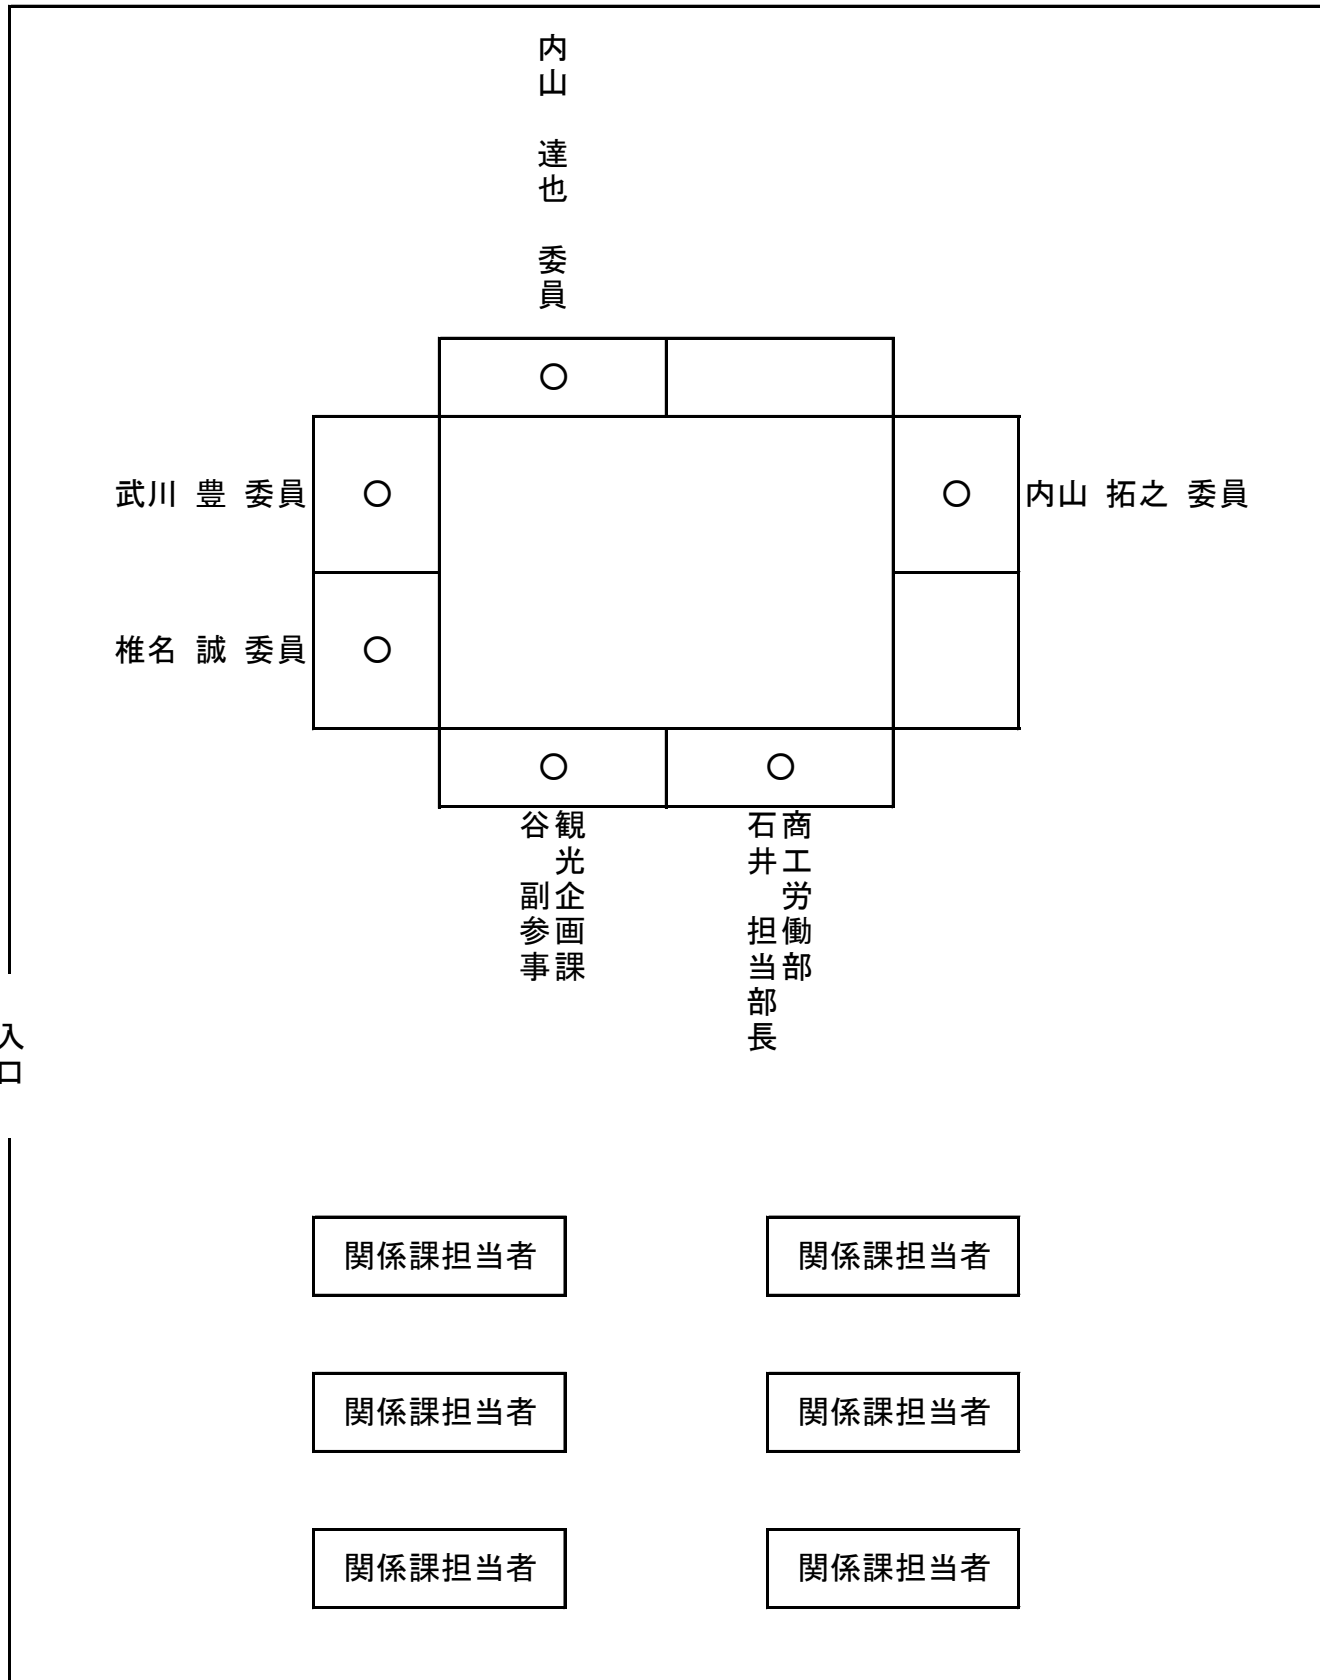 内山　達也　委員
○
武川　豊　委員
○
○
内山　拓之　委員
椎名　誠　委員
○
○
○
観光企画課
谷　副参事
商工労働部
石井　担当部長
入口
関係課担当者
関係課担当者
関係課担当者
関係課担当者
関係課担当者
関係課担当者